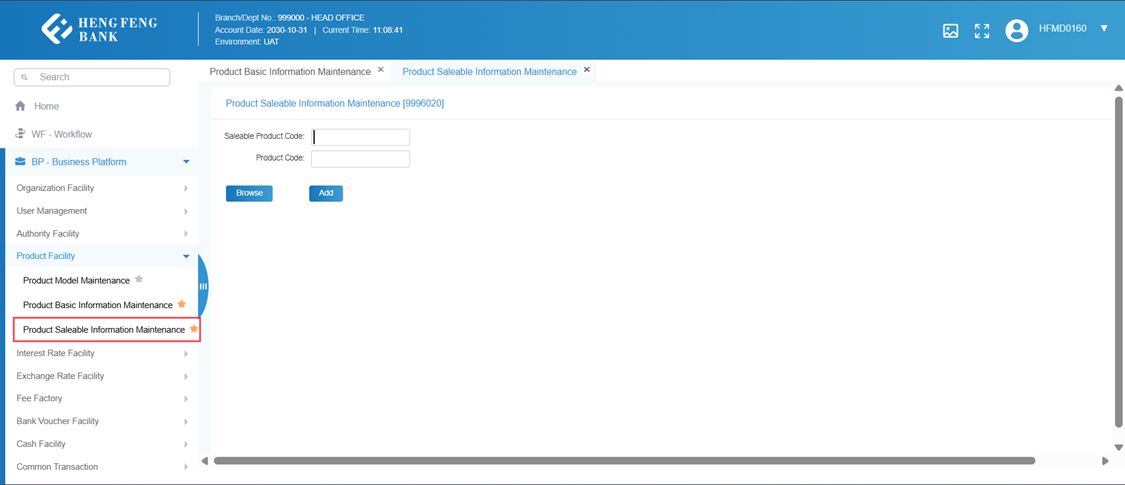 HENG FENG
BANK
Branch/Dept No.: 999000 - HEAD OFFICE
Account Date: 2030-10-31 | Current Time: 11:08:41
Environment: UAT
HFMD0160
Search
Home
WF - Workflow
BP - Business Platform
Organization Facility
User Management
Authority Facility
Product Facility
Product Model Maintenance
Product Basic Information Maintenance
Product Saleable Information Maintenance
Interest Rate Facility
Exchange Rate Facility
Fee Factory
Bank Voucher Facility
Cash Facility
Common Transaction
Product Basic Information Maintenance
Product Saleable Information Maintenance
Product Saleable Information Maintenance [9996020]
Saleable Product Code:
Product Code:
Browse
Add